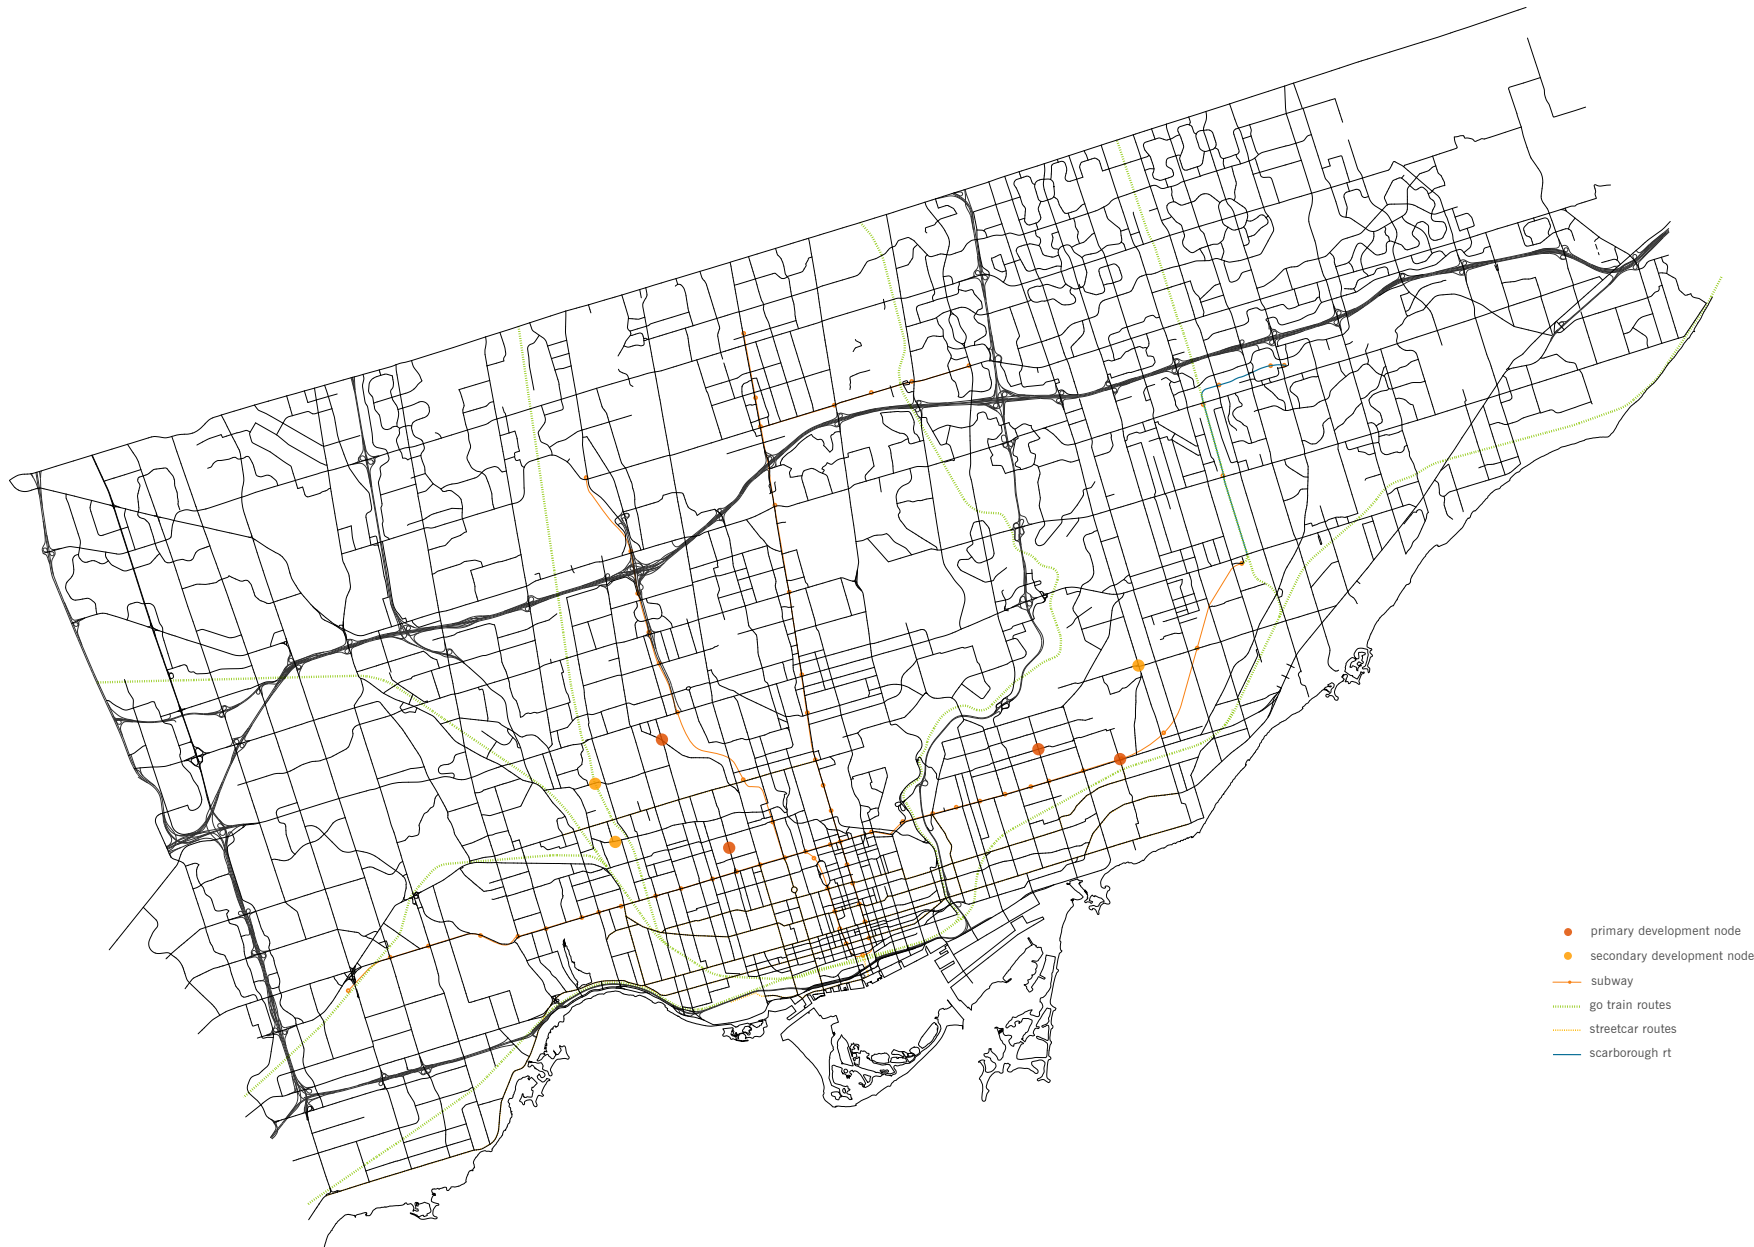 primary development node
secondary development node
subway
go train routes
streetcar routes
scarborough rt